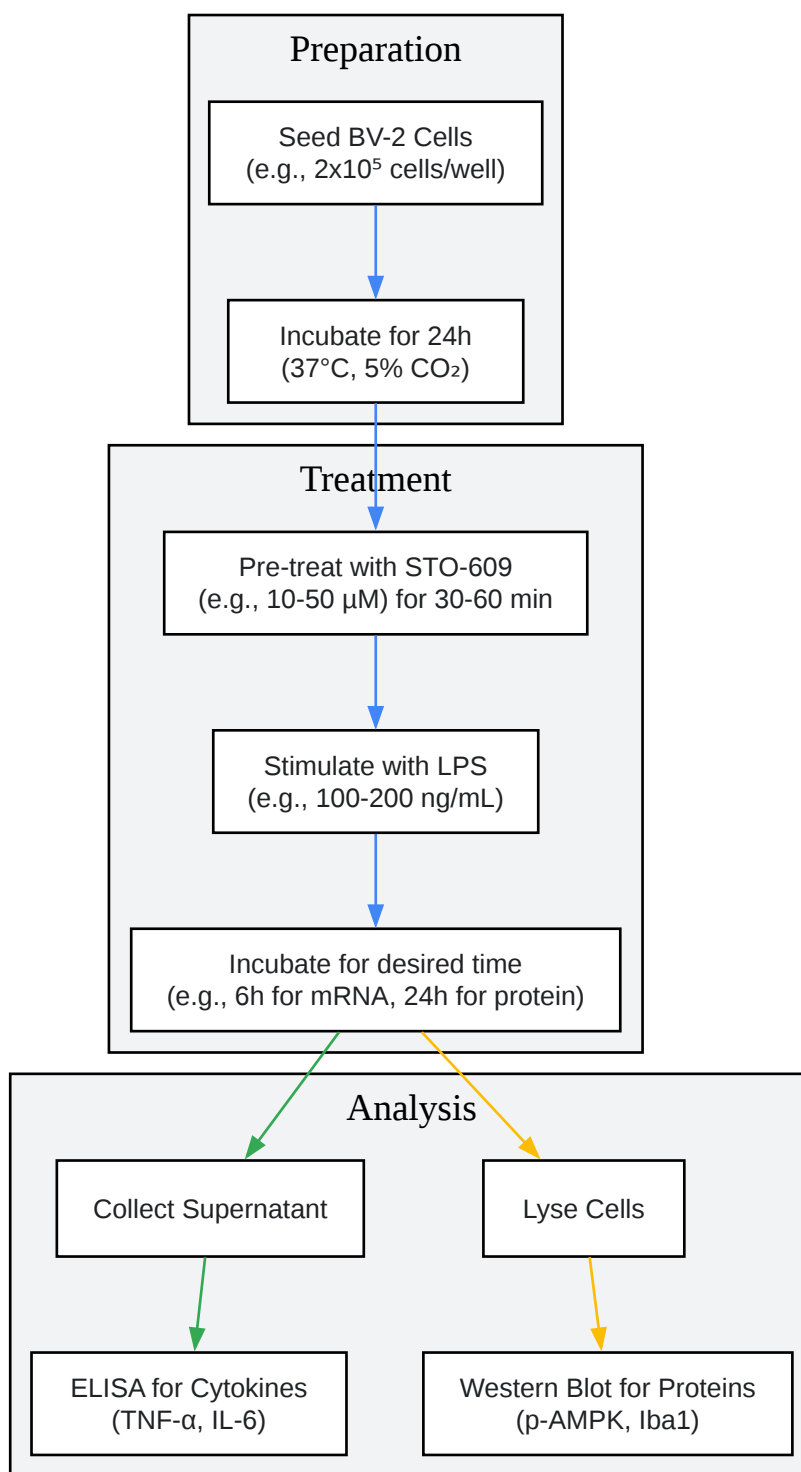 Preparation
Seed BV-2 Cells
(e.g., 2x10⁵ cells/well)
Incubate for 24h
(37°C, 5% CO₂)
Treatment
Pre-treat with STO-609
(e.g., 10-50 µM) for 30-60 min
Stimulate with LPS
(e.g., 100-200 ng/mL)
Incubate for desired time
(e.g., 6h for mRNA, 24h for protein)
Analysis
Collect Supernatant
Lyse Cells
ELISA for Cytokines
(TNF-α, IL-6)
Western Blot for Proteins
(p-AMPK, Iba1)